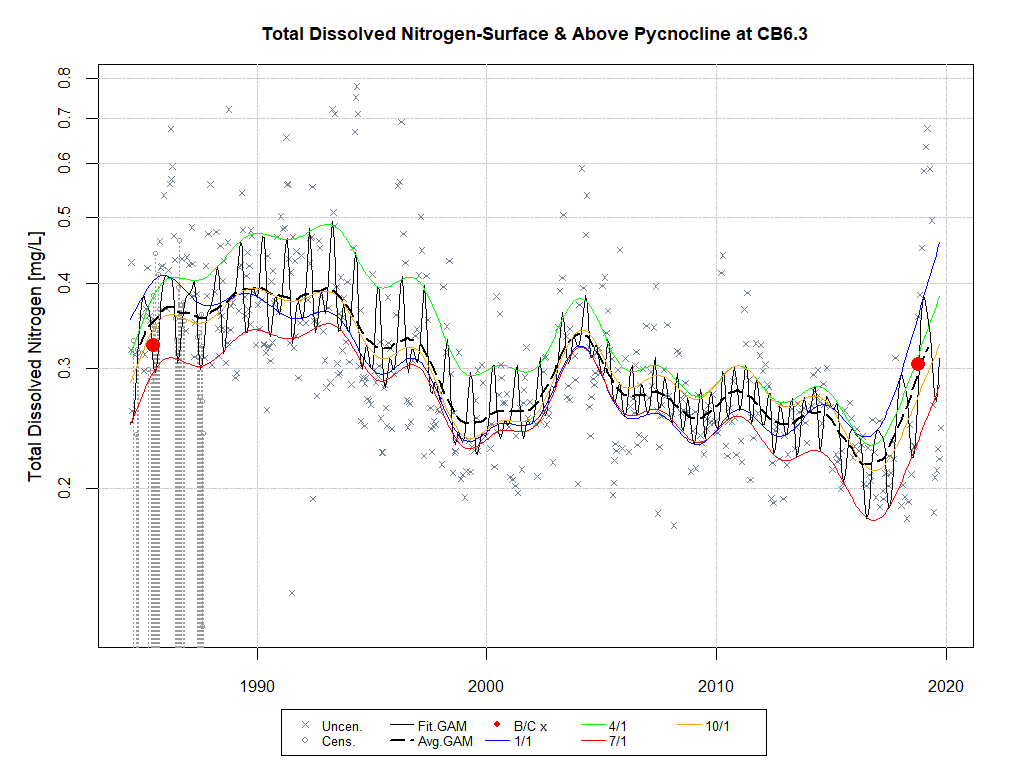 Total Dissolved Nitrogen-Surface & Above Pycnocline at CB6.3
Total Dissolved Nitrogen [mg/L]
0.8
0.7
0.6
0.5
0.4
0.3
0.2
1990 2000 2010 2020
Uncen. Fit.GAM B/C x 4/1 10/1
Cens. Avg.GAM 1/1 7/1